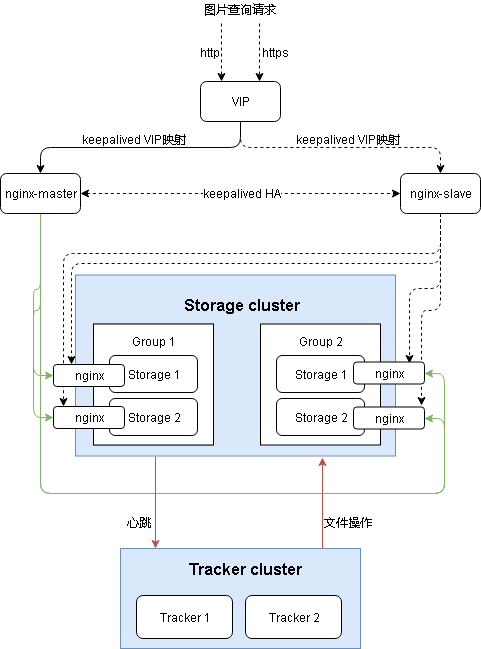 图片查询请求
http
https
VIP
keepalived VIP映射
keepalived VIP映射
nginx-master
keepalived HA
nginx-slave
Storage cluster
Group 1
Group 2
nginx
Storage 1
Storage 1
nginx
nginx
Storage 2
Storage 2
nginx
心跳
文件操作
Tracker cluster
Tracker 1
Tracker 2